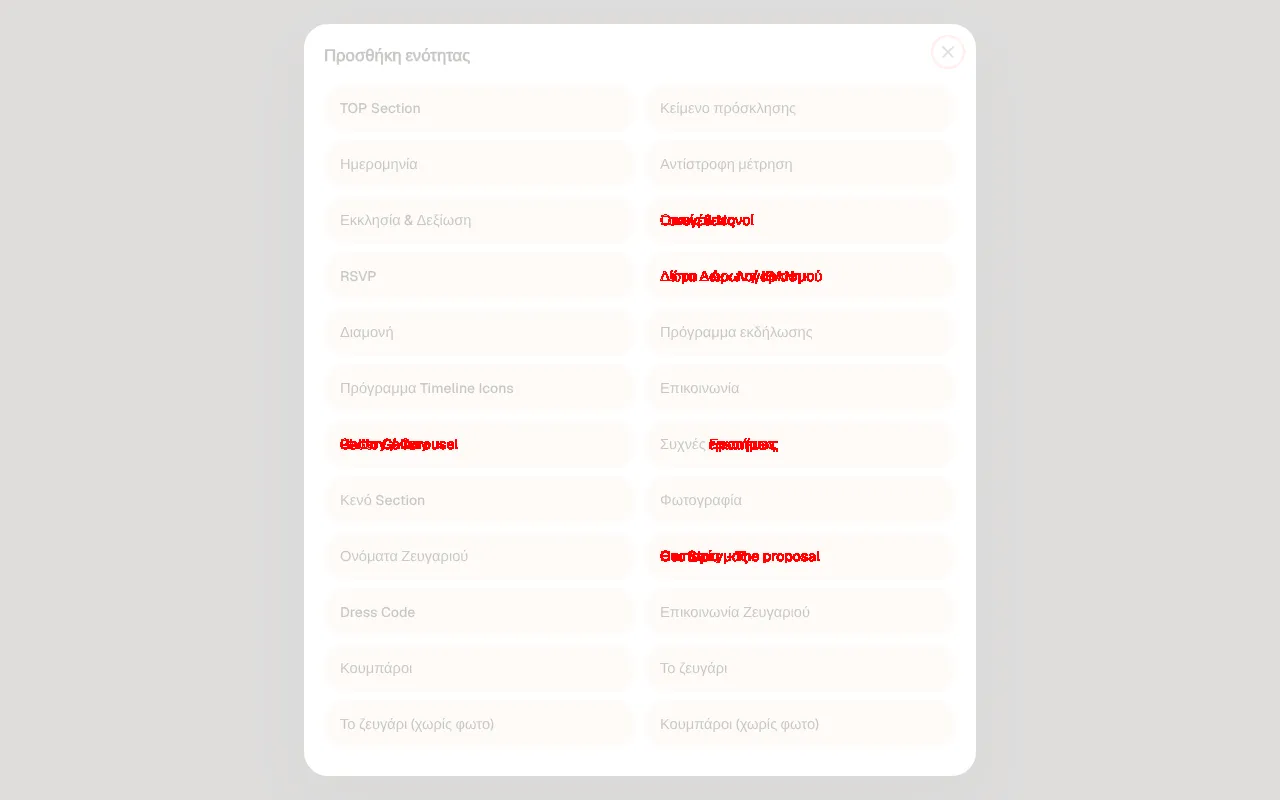 Προσθήκη ενότητας
TOP Section
Κείμενο πρόσκλησης
Ημερομηνία
Αντίστροφη μέτρηση
Εκκλησία & Δεξίωση
RSVP
Διαμονή
Πρόγραμμα εκδήλωσης
Πρόγραμμα Timeline Icons
Επικοινωνία
Συχνές
Κενό Section
Φωτογραφία
Ονόματα Ζευγαριού
Dress Code
Επικοινωνία Ζευγαριού
Κουμπάροι
Το ζευγάρι
Το ζευγάρι (χωρίς φωτο)
Κουμπάροι (χωρίς φωτο)